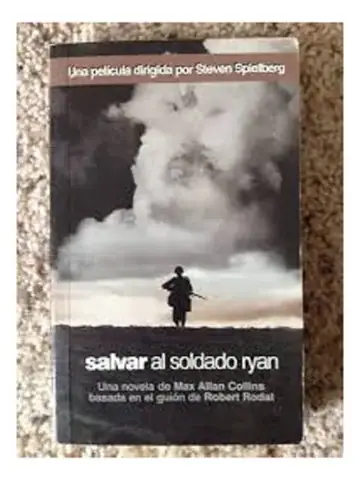 Una película dirigida por Steven Spielberg
salvar al soldado ryan
Una novela de Max Allan Collins
basada en el guión de Robert Rodat